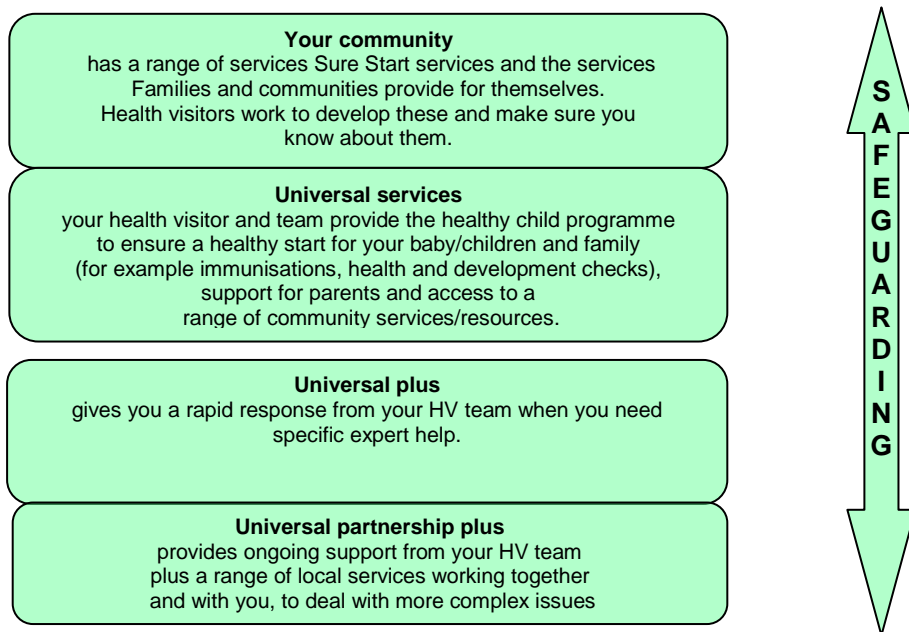 Your community
has a range of services Sure Start services and the services
Families and communities provide for themselves.
Health visitors work to develop these and make sure you
know about them.
Universal services
your health visitor and team provide the healthy child programme
to ensure a healthy start for your baby/children and family
(for example immunisations, health and development checks),
support for parents and access to a
range of community services/resources.
Universal plus
gives you a rapid response from your HV team when you need
specific expert help.
Universal partnership plus
provides ongoing support from your HV team
plus a range of local services working together
and with you, to deal with more complex issues
SAFEGUARDING